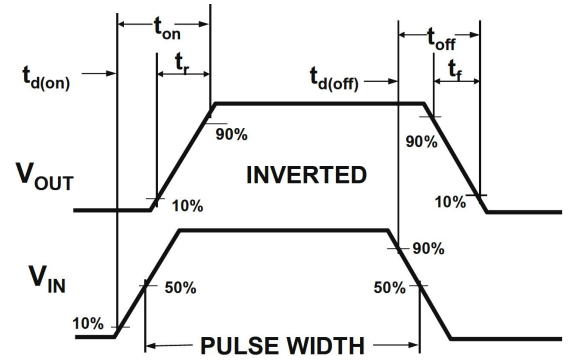 ton toff
td(on) tr td(off) tf
90% 90%
VOUT INVERTED
10% 10%
90%
VIN 50% 50%
10%
PULSE WIDTH